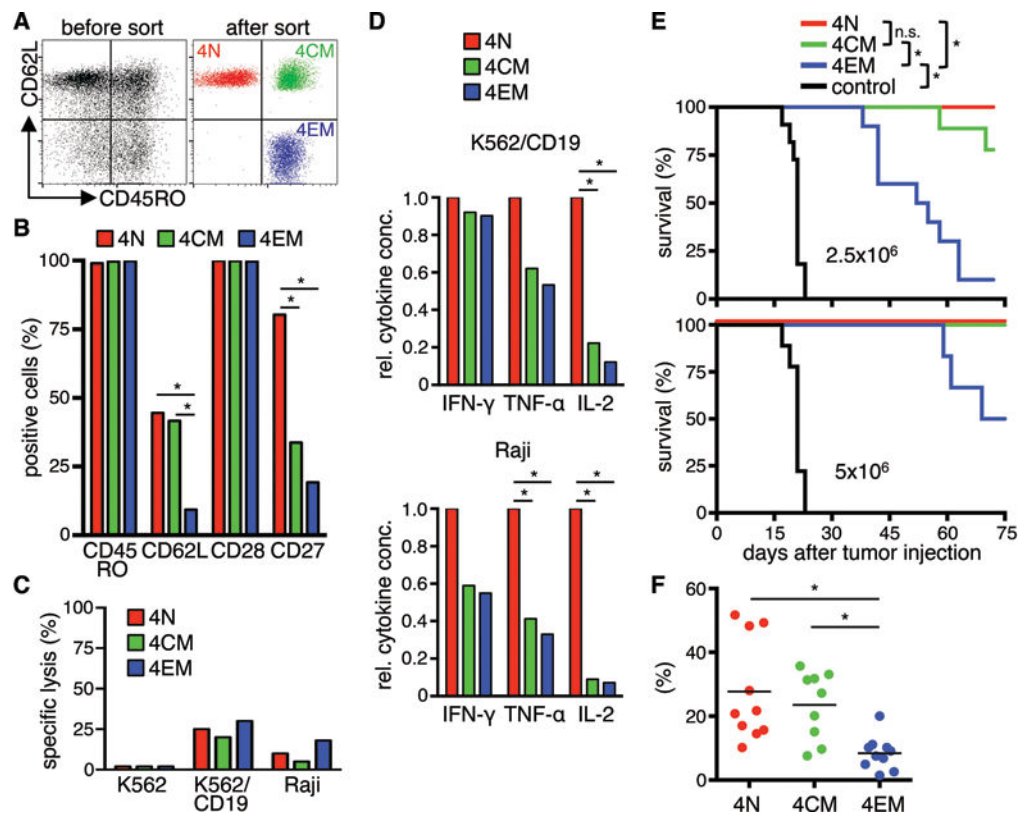 A
before sort
after sort
CD62L
4N
4CM
4EM
CD45RO
B
4N
4CM
4EM
positive cells (%)
100
75
50
25
0
CD45
RO
CD62L
CD28
CD27
*
*
*
*
C
specific lysis (%)
100
75
50
25
0
4N
4CM
4EM
K562
K562/
CD19
Raji
D
4N
4CM
4EM
K562/CD19
rel. cytokine conc.
1.0
0.8
0.6
0.4
0.2
0
*
*
IFN-γ
TNF-α
IL-2
Raji
rel. cytokine conc.
1.0
0.8
0.6
0.4
0.2
0
*
*
*
*
IFN-γ
TNF-α
IL-2
E
4N
4CM
4EM
control
n.s.
*
*
*
survival (%)
100
75
50
25
0
2.5x10⁶
survival (%)
100
75
50
25
0
5x10⁶
0
15
30
45
60
75
days after tumor injection
F
(%)
60
40
20
0
*
*
4N
4CM
4EM